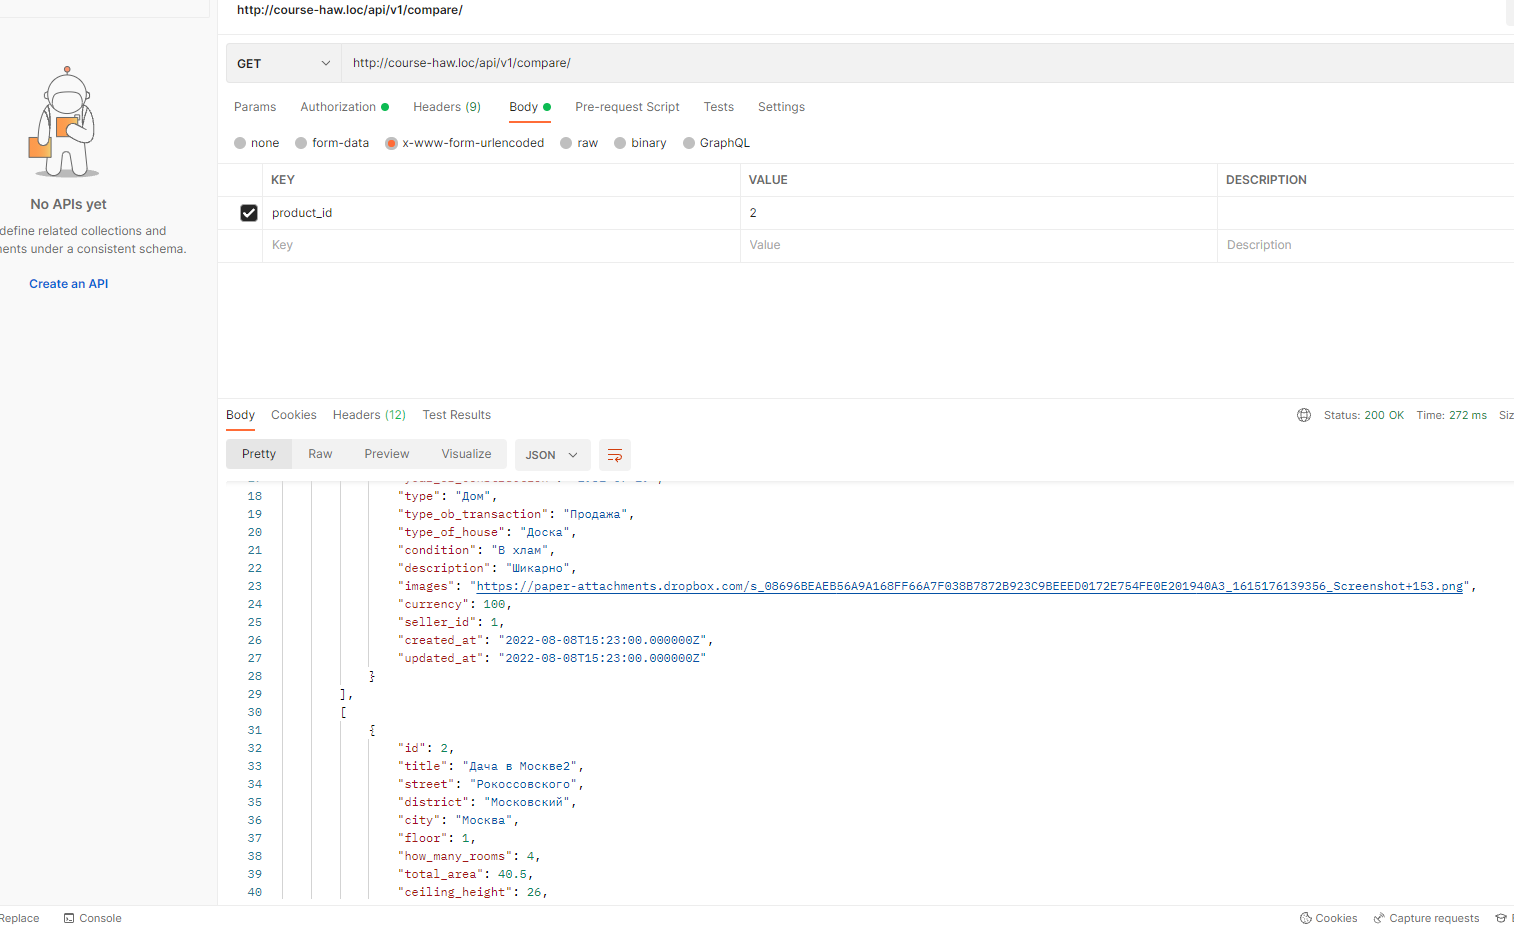 http://course-haw.loc/api/v1/compare/
GET http://course-haw.loc/api/v1/compare/
Params Authorization Headers (9) Body Pre-request Script Tests Settings
none form-data x-www-form-urlencoded raw binary GraphQL
KEY VALUE DESCRIPTION
product_id 2
Key Value Description
No APIs yet
define related collections and
ents under a consistent schema.
Create an API
Body Cookies Headers (12) Test Results Status: 200 OK Time: 272 ms Siz
Pretty Raw Preview Visualize JSON
18 "type": "Дом",
19 "type_ob_transaction": "Продажа",
20 "type_of_house": "Доска",
21 "condition": "В хлам",
22 "description": "Шикарно",
23 "images": "https://paper-attachments.dropbox.com/s_08696BEAEB56A9A168FF66A7F038B7872B923C9BEEED0172E754FE0E201940A3_1615176139356_Screenshot+153.png",
24 "currency": 100,
25 "seller_id": 1,
26 "created_at": "2022-08-08T15:23:00.000000Z",
27 "updated_at": "2022-08-08T15:23:00.000000Z"
28 }
29 ],
30 [
31 {
32 "id": 2,
33 "title": "Дача в Москве2",
34 "street": "Рокоссовского",
35 "district": "Московский",
36 "city": "Москва",
37 "floor": 1,
38 "how_many_rooms": 4,
39 "total_area": 40.5,
40 "ceiling_height": 26,
Replace Console Cookies Capture requests